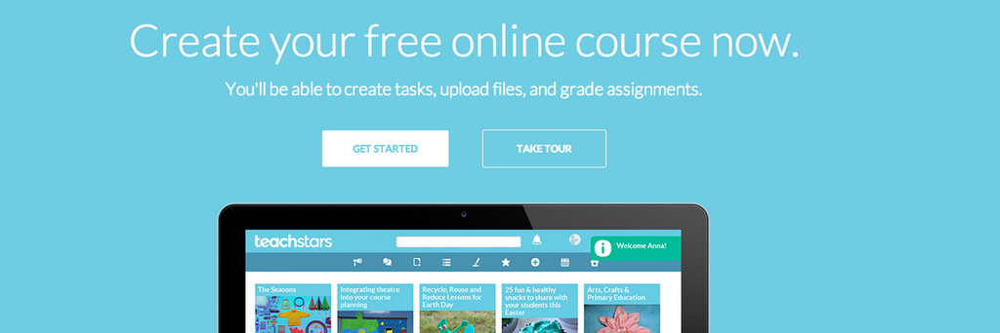 Create your free online course now.
You'll be able to create tasks, upload files, and grade assignments.
GET STARTED
TAKE TOUR
teachstars
Welcome Anna!
The Seasons
Integrating theatre
into your course
planning
Recycle, Reuse and
Reduce Lessons for
Earth Day
25 fun & healthy
snacks to share with
your students this
Easter
Arts, Crafts &
Primary Education